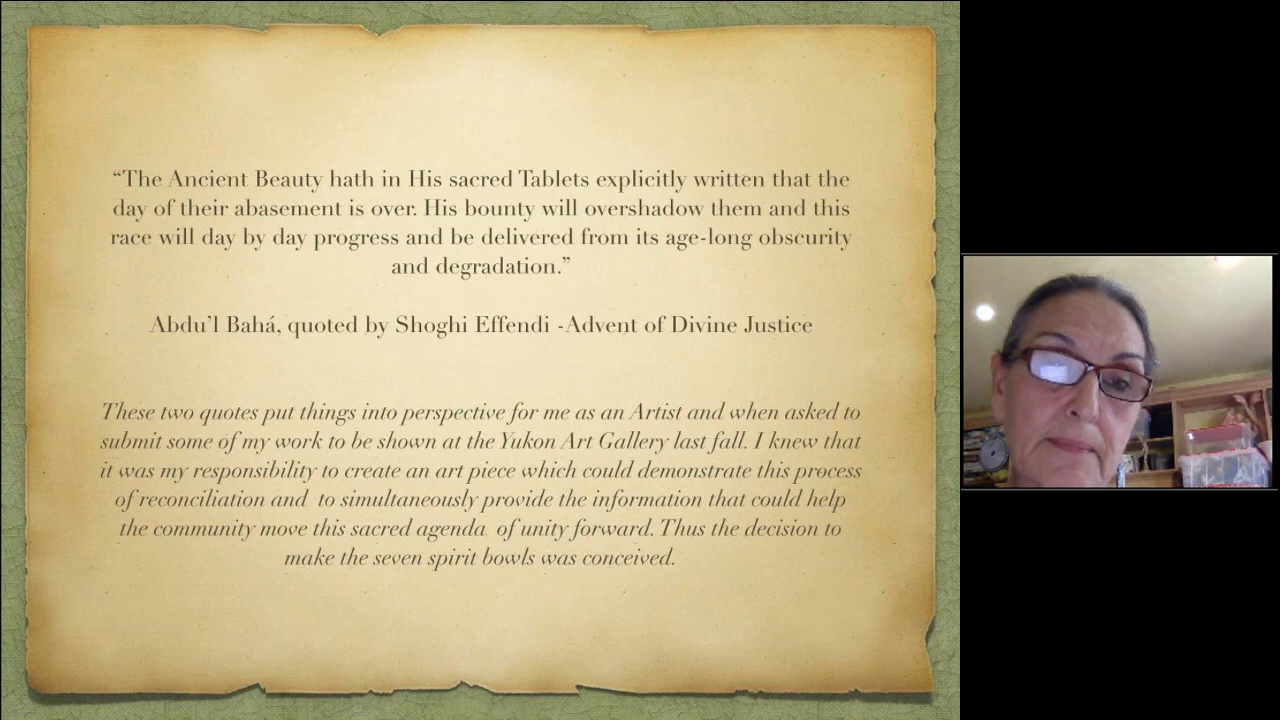 “The Ancient Beauty hath in His sacred Tablets explicitly written that the
day of their abasement is over. His bounty will overshadow them and this
race will day by day progress and be delivered from its age-long obscurity
and degradation.”
Abdu’l Bahá, quoted by Shoghi Effendi -Advent of Divine Justice
These two quotes put things into perspective for me as an Artist and when asked to
submit some of my work to be shown at the Yukon Art Gallery last fall. I knew that
it was my responsibility to create an art piece which could demonstrate this process
of reconciliation and to simultaneously provide the information that could help
the community move this sacred agenda of unity forward. Thus the decision to
make the seven spirit bowls was conceived.